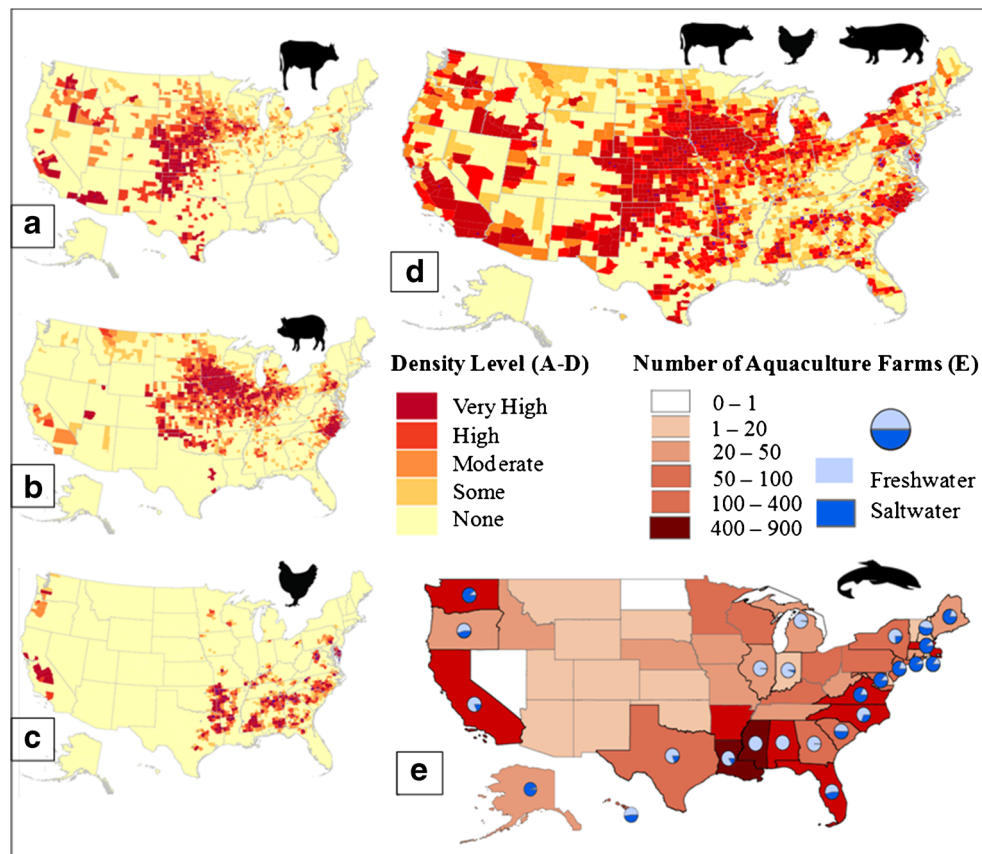 a
b
c
d
Density Level (A-D)
Very High
High
Moderate
Some
None
Number of Aquaculture Farms (E)
0 – 1
1 – 20
20 – 50
50 – 100
100 – 400
400 – 900
Freshwater
Saltwater
e